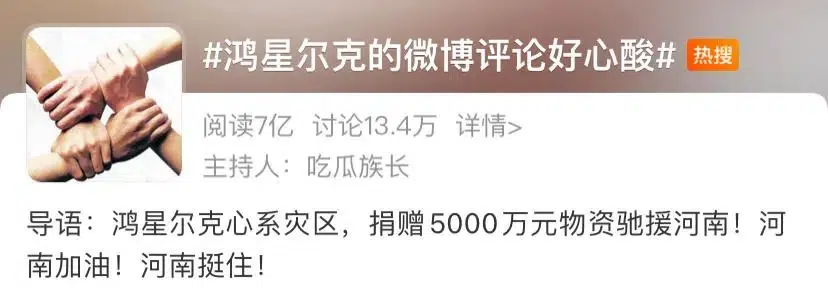 #鸿星尔克的微博评论好心酸# 热搜
阅读7亿 讨论13.4万 详情>
主持人：吃瓜族长
导语：鸿星尔克心系灾区，捐赠5000万元物资驰援河南！河
南加油！河南挺住！